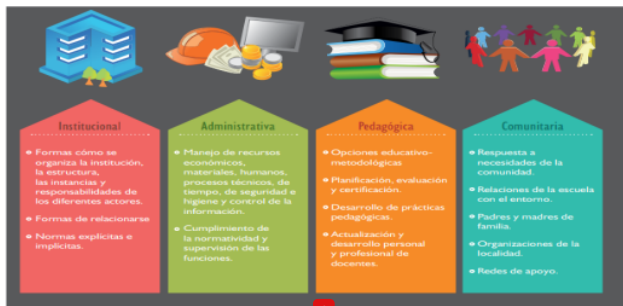 Institucional
Formas cómo se
organiza la institución,
la estructura,
las instancias y
responsabilidades de
los diferentes actores.
Formas de relacionarse
Normas explícitas e
implícitas.
Administrativa
Manejo de recursos
económicos,
materiales, humanos,
procesos técnicos, de
tiempo, de seguridad e
higiene y control de la
información.
Cumplimiento de
la normatividad y
supervisión de las
funciones.
Pedagógica
Opciones educativo-
metodológicas
Planificación, evaluación
y certificación.
Desarrollo de prácticas
pedagógicas.
Actualización y
desarrollo personal
y profesional de
docentes.
Comunitaria
Respuesta a
necesidades de la
comunidad.
Relaciones de la escuela
con el entorno.
Padres y madres de
familia.
Organizaciones de la
localidad.
Redes de apoyo.